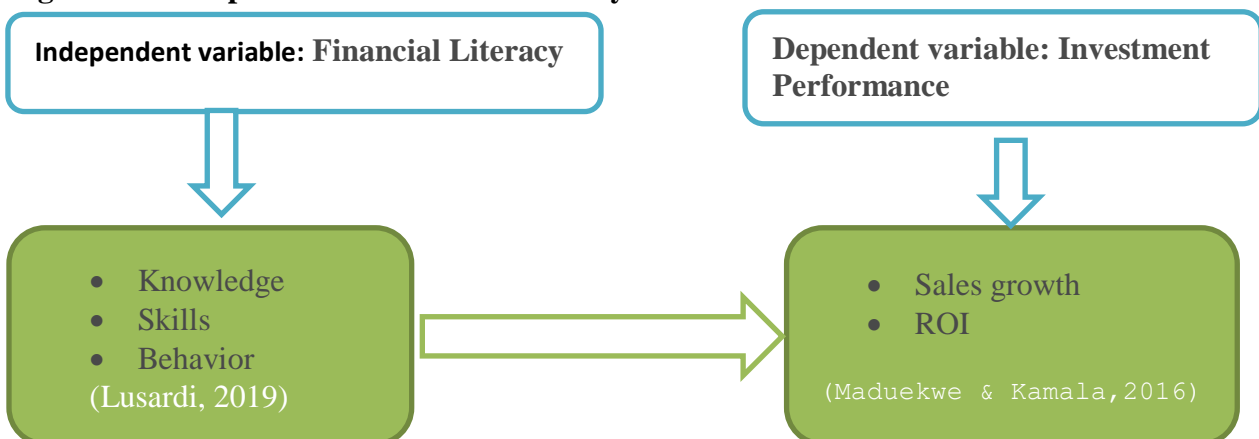 Independent variable: Financial Literacy
Dependent variable: Investment
Performance
• Knowledge
• Skills
• Behavior
(Lusardi, 2019)
• Sales growth
• ROI
(Maduekwe & Kamala,2016)